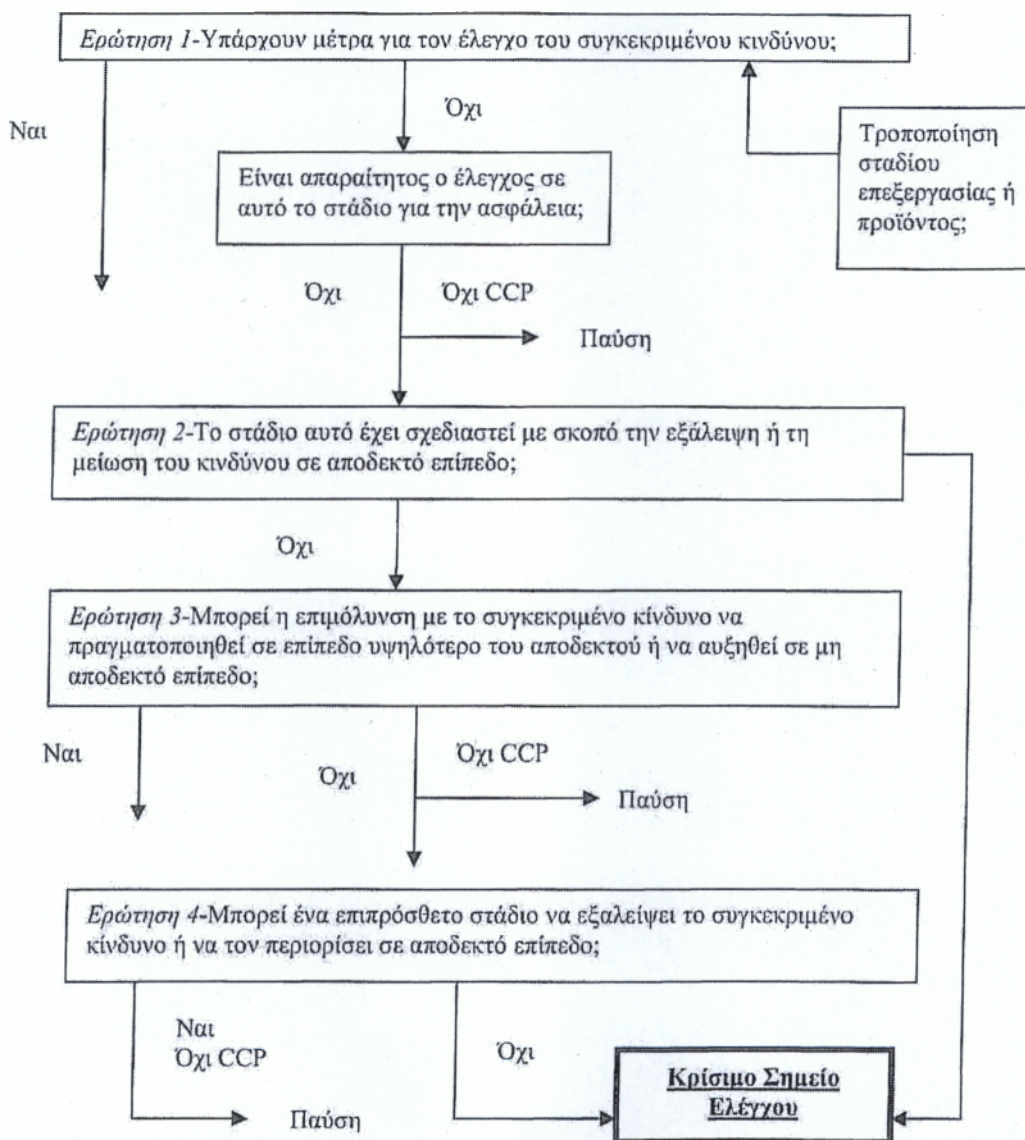 Ερώτηση 1-Υπάρχουν μέτρα για τον έλεγχο του συγκεκριμένου κινδύνου;
Ναι
Όχι
Τροποποίηση
σταδίου
επεξεργασίας ή
προϊόντος;
Είναι απαραίτητος ο έλεγχος σε
αυτό το στάδιο για την ασφάλεια;
Όχι
Όχι CCP
Παύση
Ερώτηση 2-Το στάδιο αυτό έχει σχεδιαστεί με σκοπό την εξάλειψη ή τη
μείωση του κινδύνου σε αποδεκτό επίπεδο;
Όχι
Ερώτηση 3-Μπορεί η επιμόλυνση με το συγκεκριμένο κίνδυνο να
πραγματοποιηθεί σε επίπεδο υψηλότερο του αποδεκτού ή να αυξηθεί σε μη
αποδεκτό επίπεδο;
Ναι
Όχι
Όχι CCP
Παύση
Ερώτηση 4-Μπορεί ένα επιπρόσθετο στάδιο να εξαλείψει το συγκεκριμένο
κίνδυνο ή να τον περιορίσει σε αποδεκτό επίπεδο;
Ναι
Όχι CCP
Όχι
Παύση
Κρίσιμο Σημείο
Ελέγχου